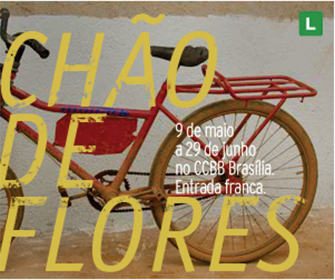 L
CHÃO
DE
FLORES
9 de maio
a 29 de junho
no CCBB Brasília.
Entrada franca.